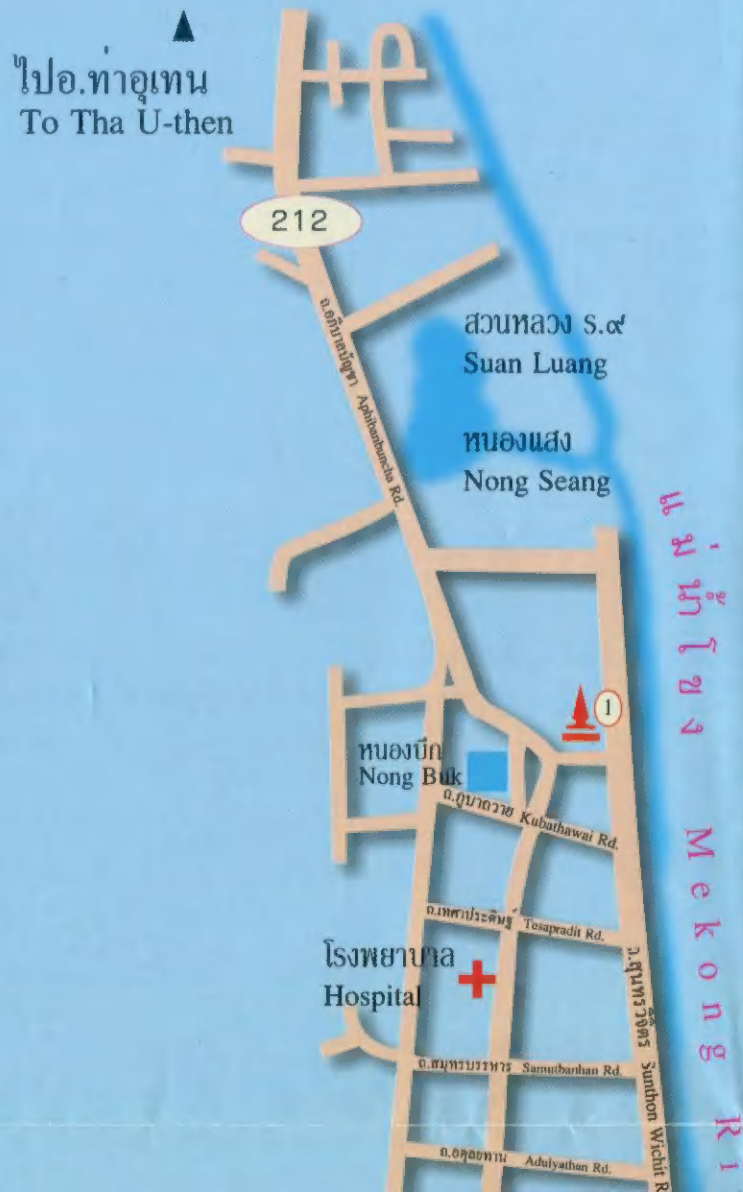 ไปอ.ท่าอุเทน
To Tha U-then
212
ถ.อภิบาลบัญชา Aphibanbuncha Rd.
สวนหลวง ร.๙
Suan Luang
หนองแสง
Nong Seang
แม่น้ำโขง Mekong
1
หนองบึก
Nong Buk
ถ.ภูบาถวาย Kubathawai Rd.
ถ.เทศาประดิษฐ์ Tesapradit Rd.
โรงพยาบาล
Hospital
ถ.สุนทรวิจิตร Sunthon Wichit
ถ.สมุทรบรรหาร Samutbanhan Rd.
ถ.อดุลยทาน Adulyathan Rd.